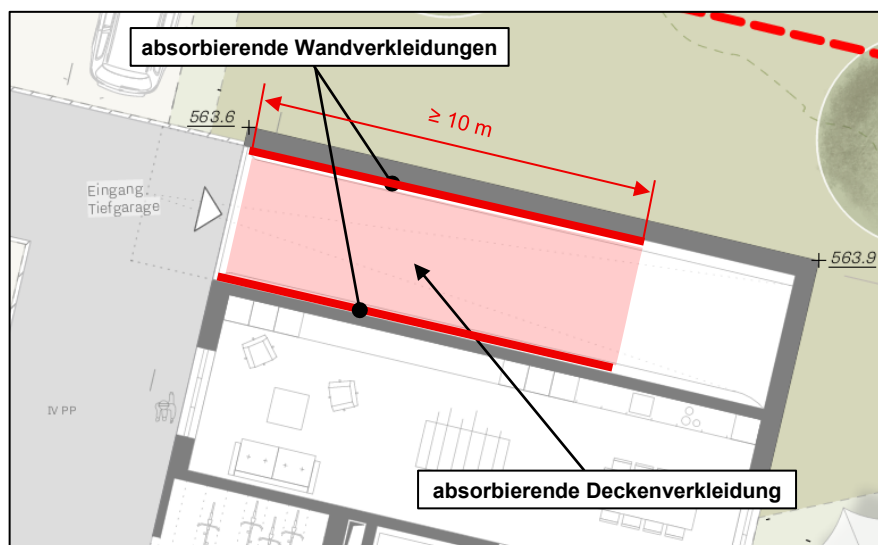 absorbierende Wandverkleidungen
563.6
≥ 10 m
Eingang
Tiefgarage
563.9
IV PP
absorbierende Deckenverkleidung